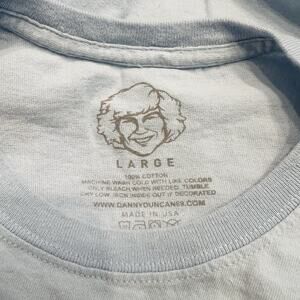 LARGE
100% COTTON
MACHINE WASH COLD WITH LIKE COLORS
ONLY BLEACH WHEN NEEDED. TUMBLE
DRY LOW. IRON INSIDE OUT IF DECORATED
WWW.DANNYDUNCAN69.COM
MADE IN USA